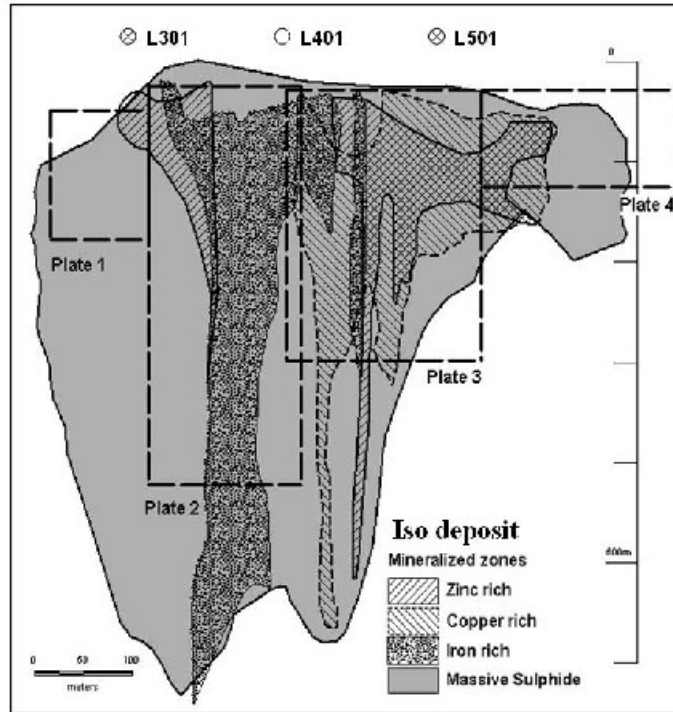 L301 L401 L501
0
Plate 1
Plate 4
Plate 3
Plate 2
Iso deposit
Mineralized zones
Zinc rich
Copper rich
Iron rich
Massive Sulphide
0 50 100
meters